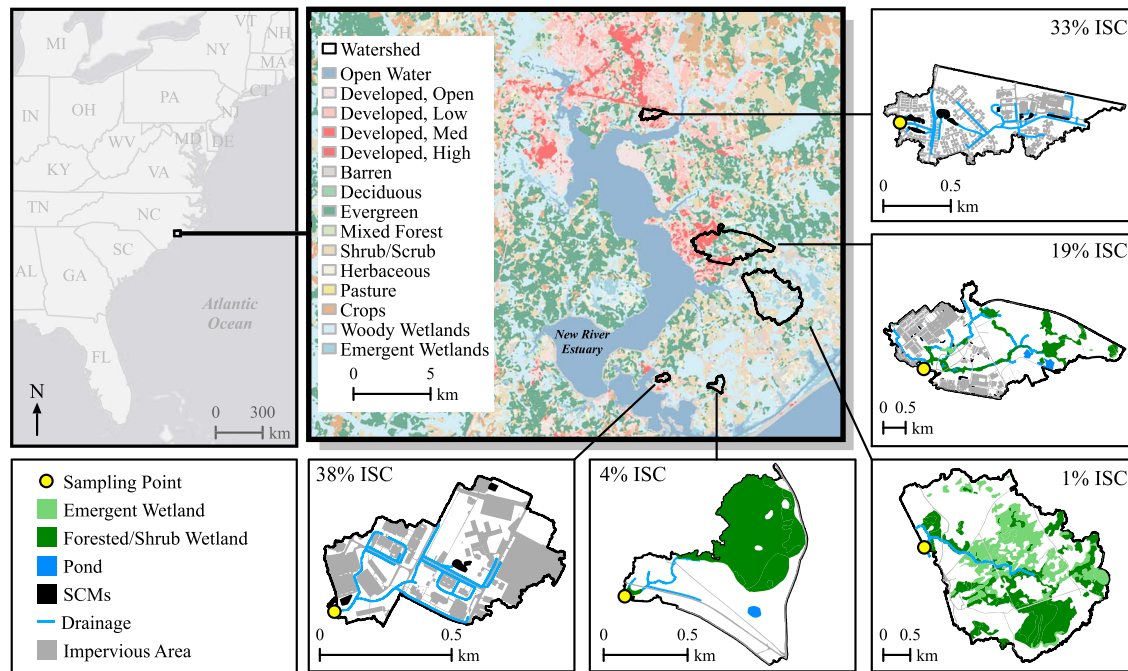 MI
NY
VT
NH
MA
CT
IN
OH
PA
NJ
WV
MD
DE
KY
VA
TN
NC
SC
AL
GA
FL
Atlantic
Ocean
N
0 300
km
Watershed
Open Water
Developed, Open
Developed, Low
Developed, Med
Developed, High
Barren
Deciduous
Evergreen
Mixed Forest
Shrub/Scrub
Herbaceous
Pasture
Crops
Woody Wetlands
Emergent Wetlands
0 5
km
New River
Estuary
33% ISC
0 0.5
km
19% ISC
0 0.5
km
Sampling Point
Emergent Wetland
Forested/Shrub Wetland
Pond
SCMs
Drainage
Impervious Area
38% ISC
0 0.5
km
4% ISC
0 0.5
km
1% ISC
0 0.5
km